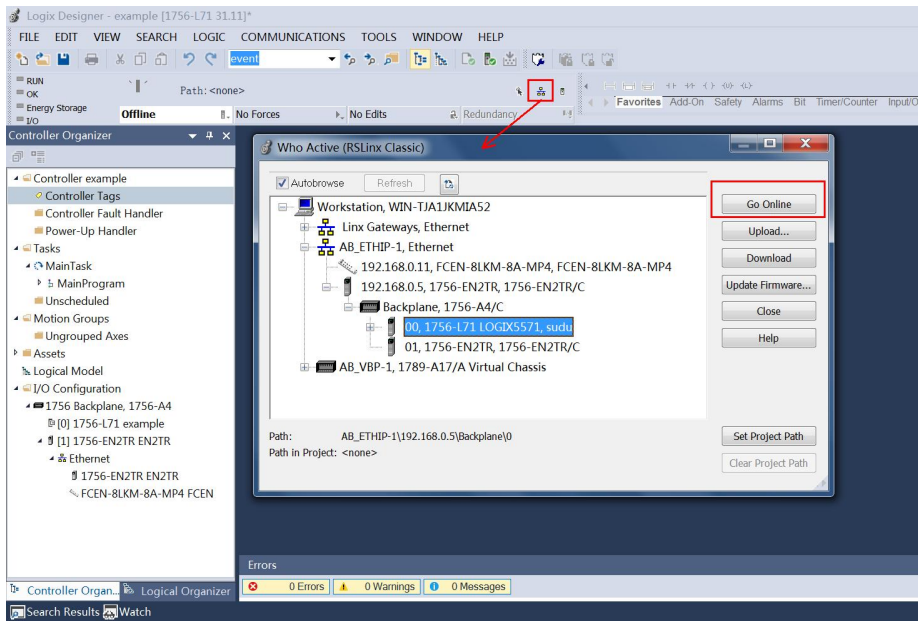 Logix Designer - example [1756-L71 31.11]*
FILE EDIT VIEW SEARCH LOGIC COMMUNICATIONS TOOLS WINDOW HELP
event
RUN
OK
Energy Storage
I/O
Path: <none>
Offline
No Forces
No Edits
Redundancy
Favorites Add-On Safety Alarms Bit Timer/Counter Input/O
Controller Organizer
Controller example
Controller Tags
Controller Fault Handler
Power-Up Handler
Tasks
MainTask
MainProgram
Unscheduled
Motion Groups
Ungrouped Axes
Assets
Logical Model
I/O Configuration
1756 Backplane, 1756-A4
[0] 1756-L71 example
[1] 1756-EN2TR EN2TR
Ethernet
1756-EN2TR EN2TR
FCEN-8LKM-8A-MP4 FCEN
Controller Organ...
Logical Organizer
Who Active (RSLinx Classic)
Autobrowse
Refresh
Workstation, WIN-TJA1JKMIA52
Linx Gateways, Ethernet
AB_ETHIP-1, Ethernet
192.168.0.11, FCEN-8LKM-8A-MP4, FCEN-8LKM-8A-MP4
192.168.0.5, 1756-EN2TR, 1756-EN2TR/C
Backplane, 1756-A4/C
00, 1756-L71 LOGIX5571, sudu
01, 1756-EN2TR, 1756-EN2TR/C
AB_VBP-1, 1789-A17/A Virtual Chassis
Go Online
Upload...
Download
Update Firmware...
Close
Help
Path: AB_ETHIP-1\192.168.0.5\Backplane\0
Path in Project: <none>
Set Project Path
Clear Project Path
Errors
0 Errors
0 Warnings
0 Messages
Search Results
Watch